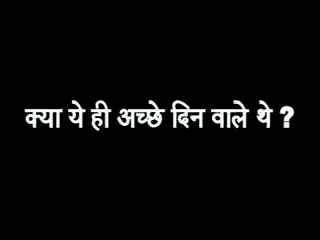 क्या ये ही अच्छे दिन वाले थे ?